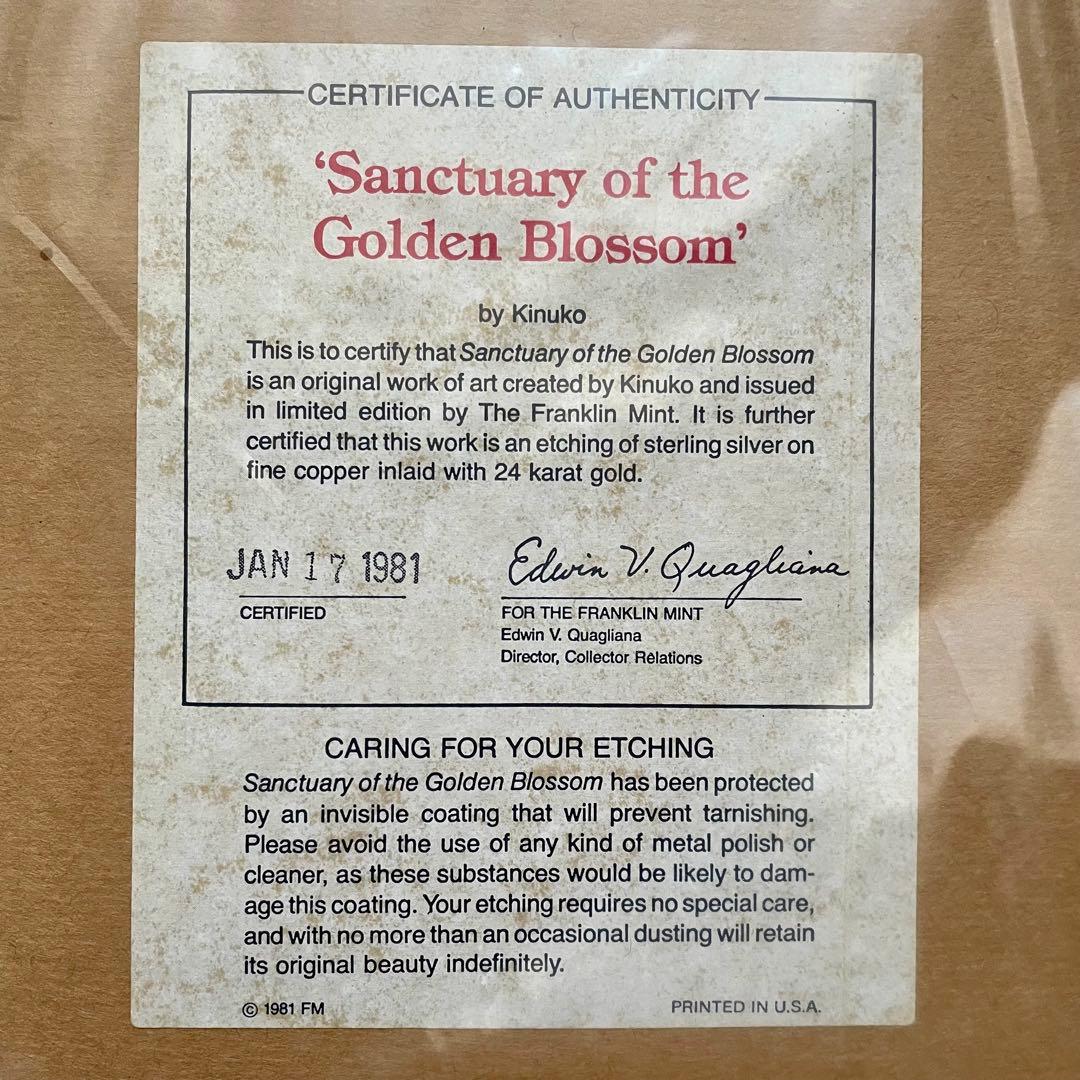 CERTIFICATE OF AUTHENTICITY
‘Sanctuary of the
Golden Blossom’
by Kinuko
This is to certify that Sanctuary of the Golden Blossom
is an original work of art created by Kinuko and issued
in limited edition by The Franklin Mint. It is further
certified that this work is an etching of sterling silver on
fine copper inlaid with 24 karat gold.
JAN 17 1981
Edwin V. Quagliana
CERTIFIED
FOR THE FRANKLIN MINT
Edwin V. Quagliana
Director, Collector Relations
CARING FOR YOUR ETCHING
Sanctuary of the Golden Blossom has been protected
by an invisible coating that will prevent tarnishing.
Please avoid the use of any kind of metal polish or
cleaner, as these substances would be likely to dam-
age this coating. Your etching requires no special care,
and with no more than an occasional dusting will retain
its original beauty indefinitely.
© 1981 FM
PRINTED IN U.S.A.